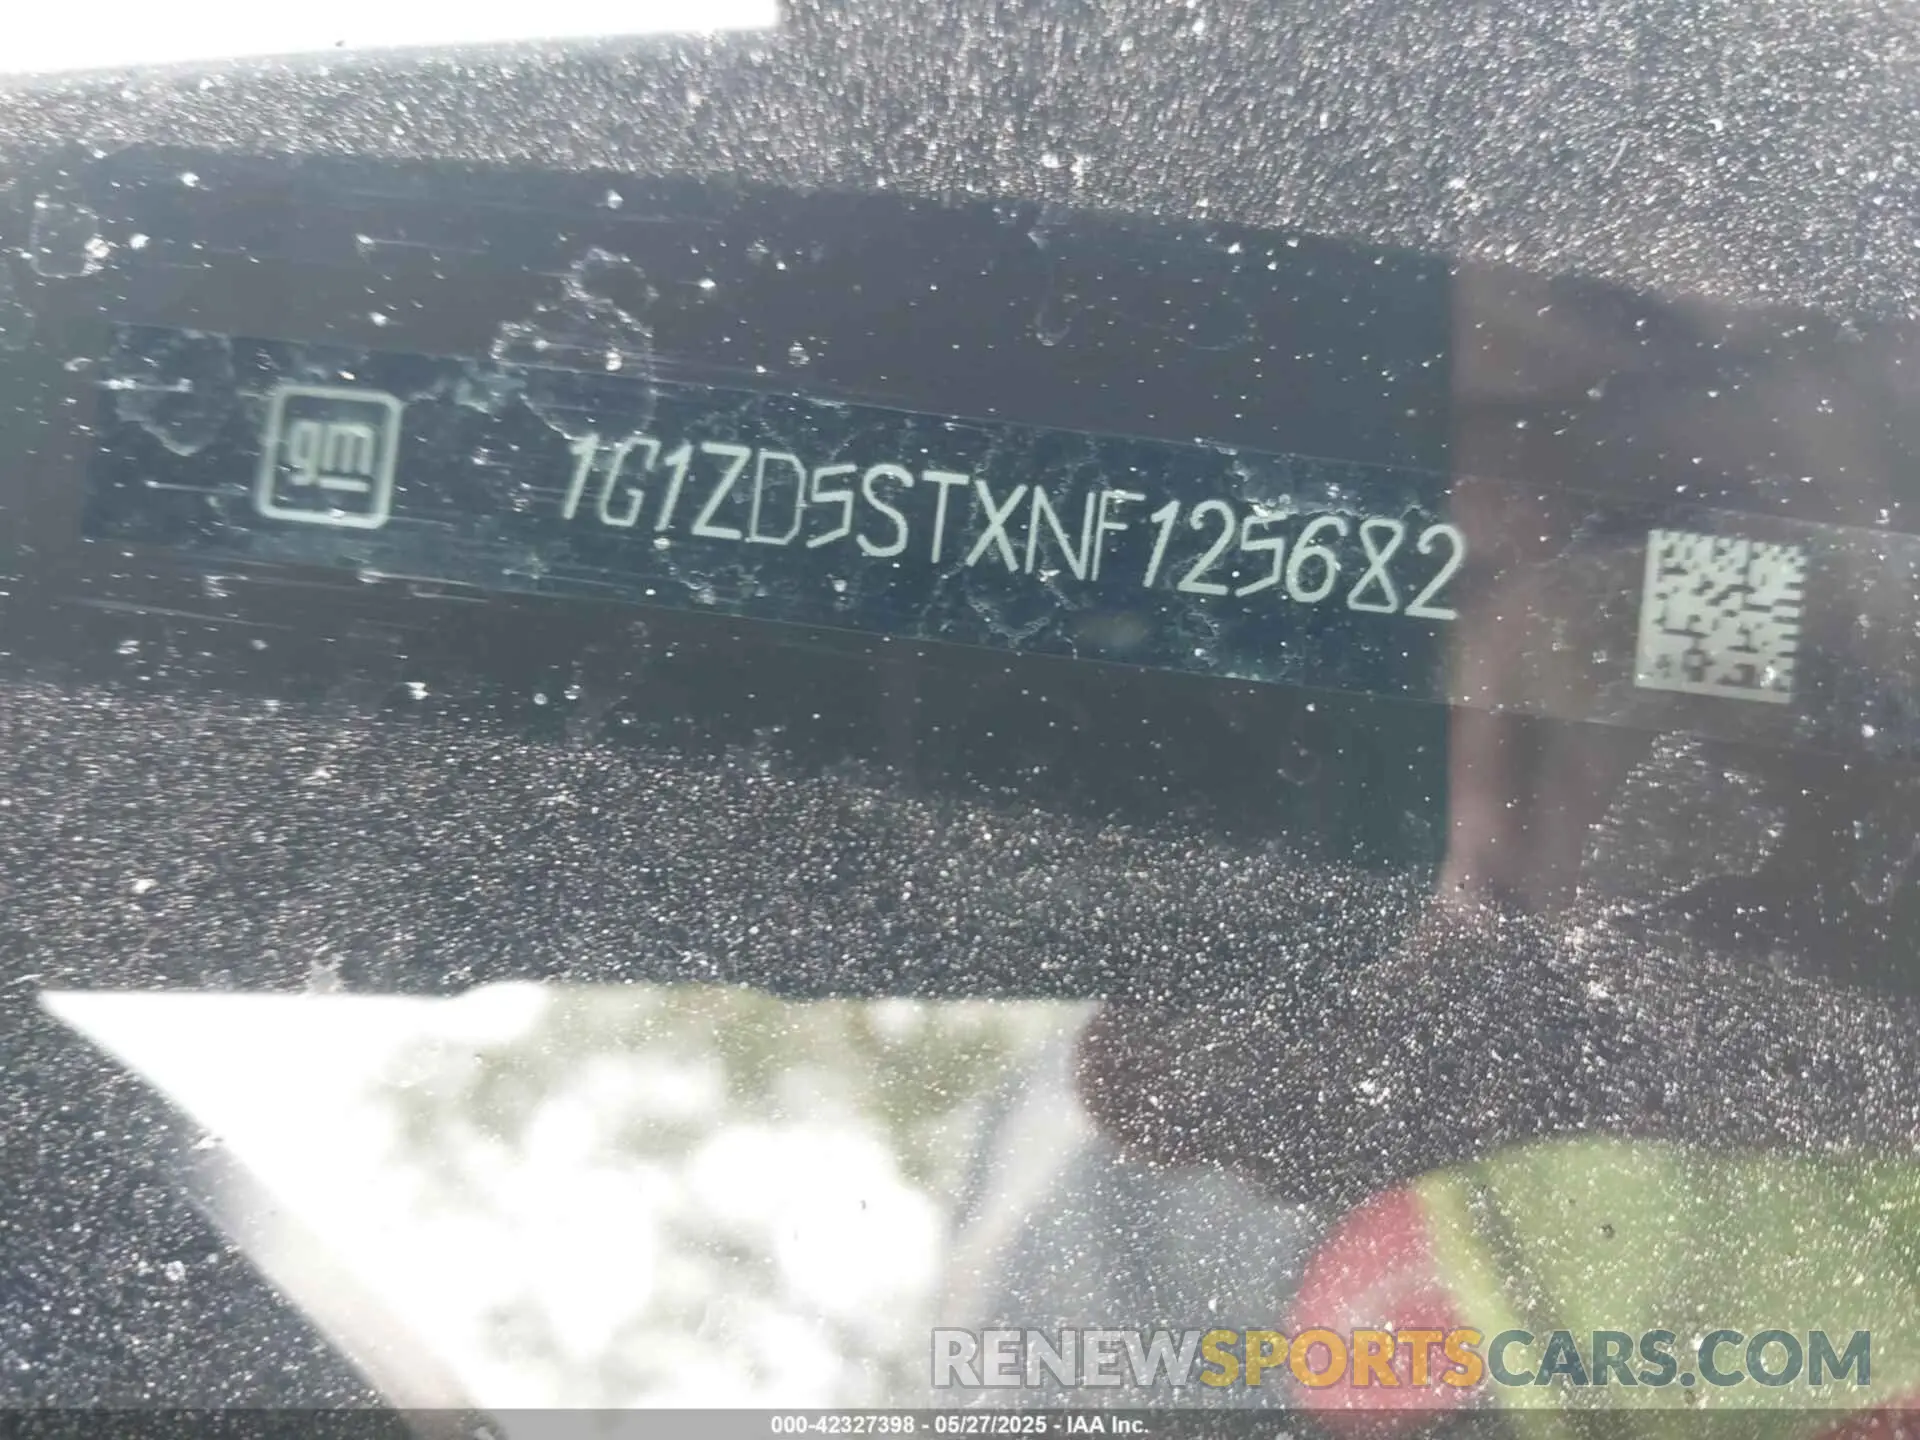 gm 1G1ZD5STXNF125682
RENEWSPORTSCARS.COM
000-42327398 - 05/27/2025 - IAA Inc.